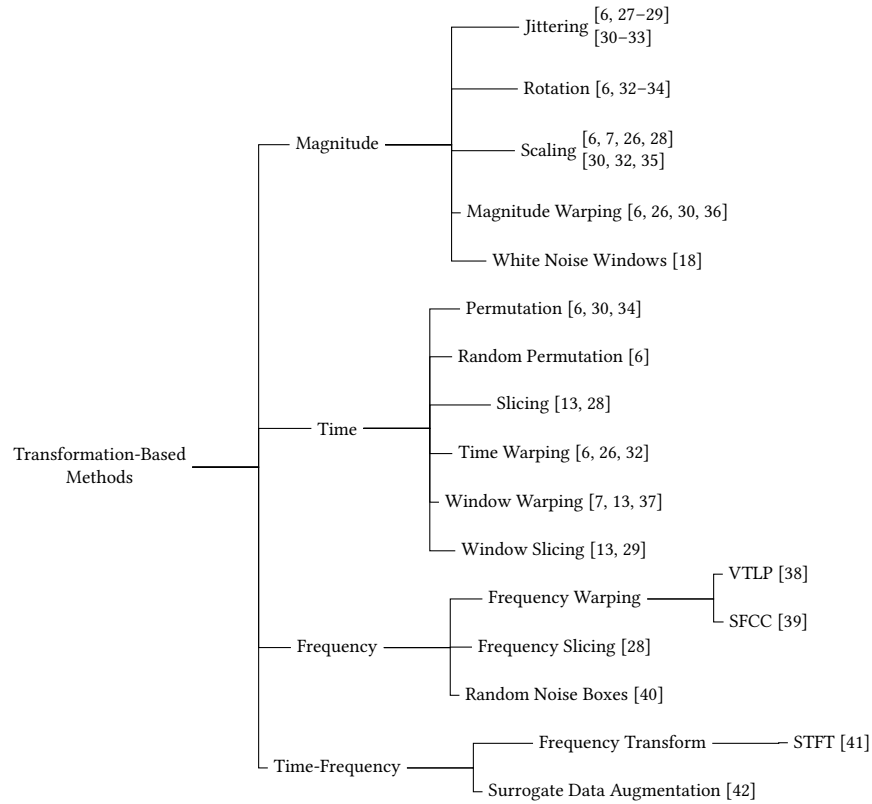 Transformation-Based
Methods
Magnitude
Jittering [6, 27–29]
[30–33]
Rotation [6, 32–34]
Scaling [6, 7, 26, 28]
[30, 32, 35]
Magnitude Warping [6, 26, 30, 36]
White Noise Windows [18]
Time
Permutation [6, 30, 34]
Random Permutation [6]
Slicing [13, 28]
Time Warping [6, 26, 32]
Window Warping [7, 13, 37]
Window Slicing [13, 29]
Frequency
Frequency Warping
VTLP [38]
SFCC [39]
Frequency Slicing [28]
Random Noise Boxes [40]
Time-Frequency
Frequency Transform
STFT [41]
Surrogate Data Augmentation [42]